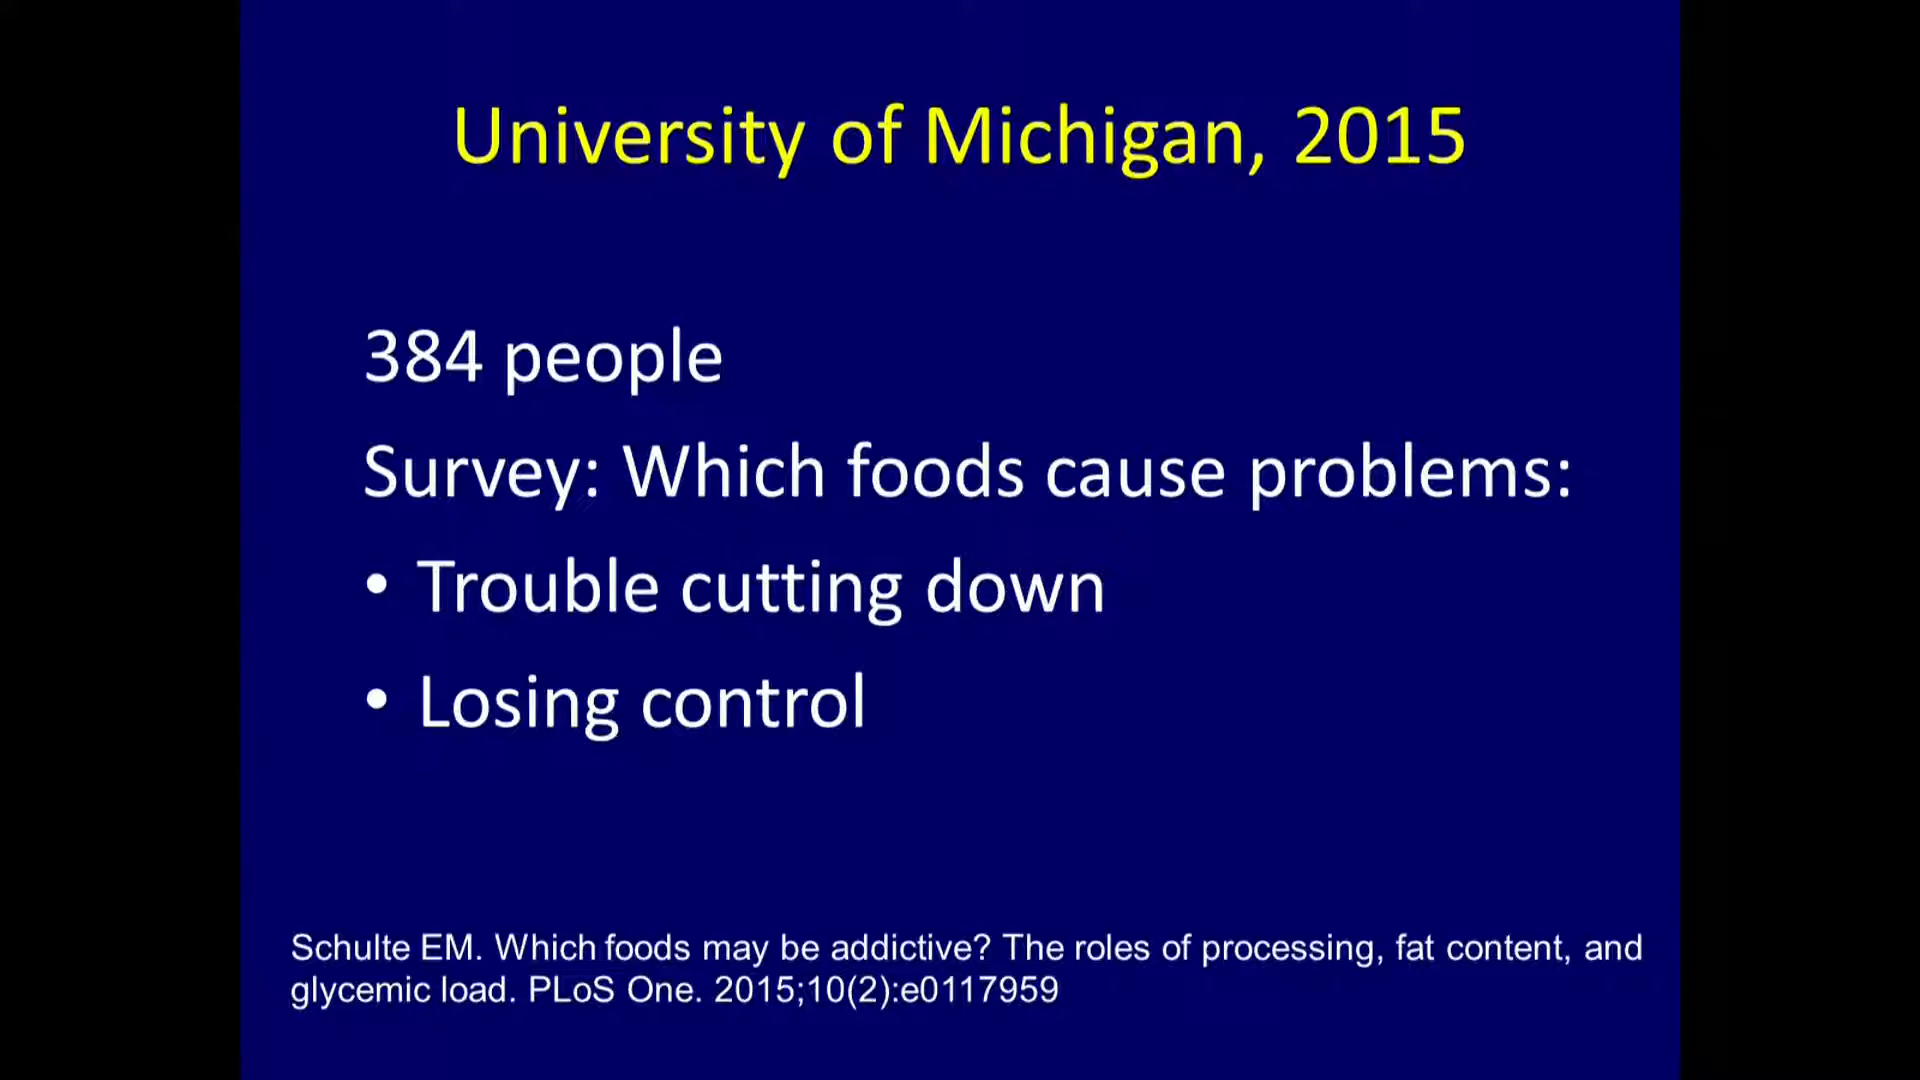 University of Michigan, 2015
384 people
Survey: Which foods cause problems:
• Trouble cutting down
• Losing control
Schulte EM. Which foods may be addictive? The roles of processing, fat content, and
glycemic load. PLoS One. 2015;10(2):e0117959